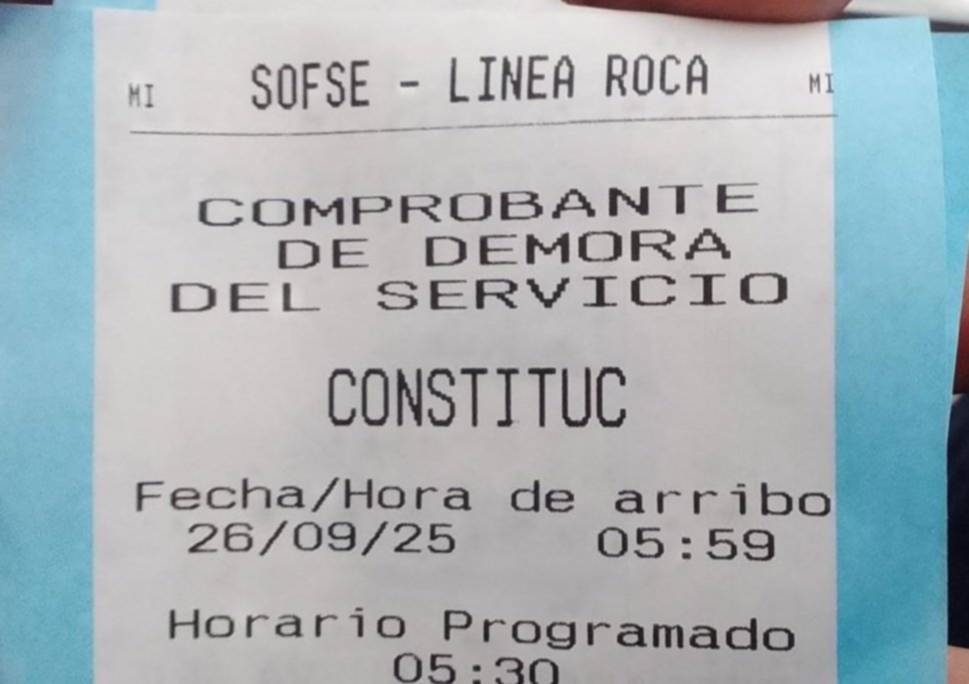 MI SOFSE - LINEA ROCA MI
COMPROBANTE
DE DEMORA
DEL SERVICIO
CONSTITUC
Fecha/Hora de arribo
26/09/25 05:59
Horario Programado
05:30